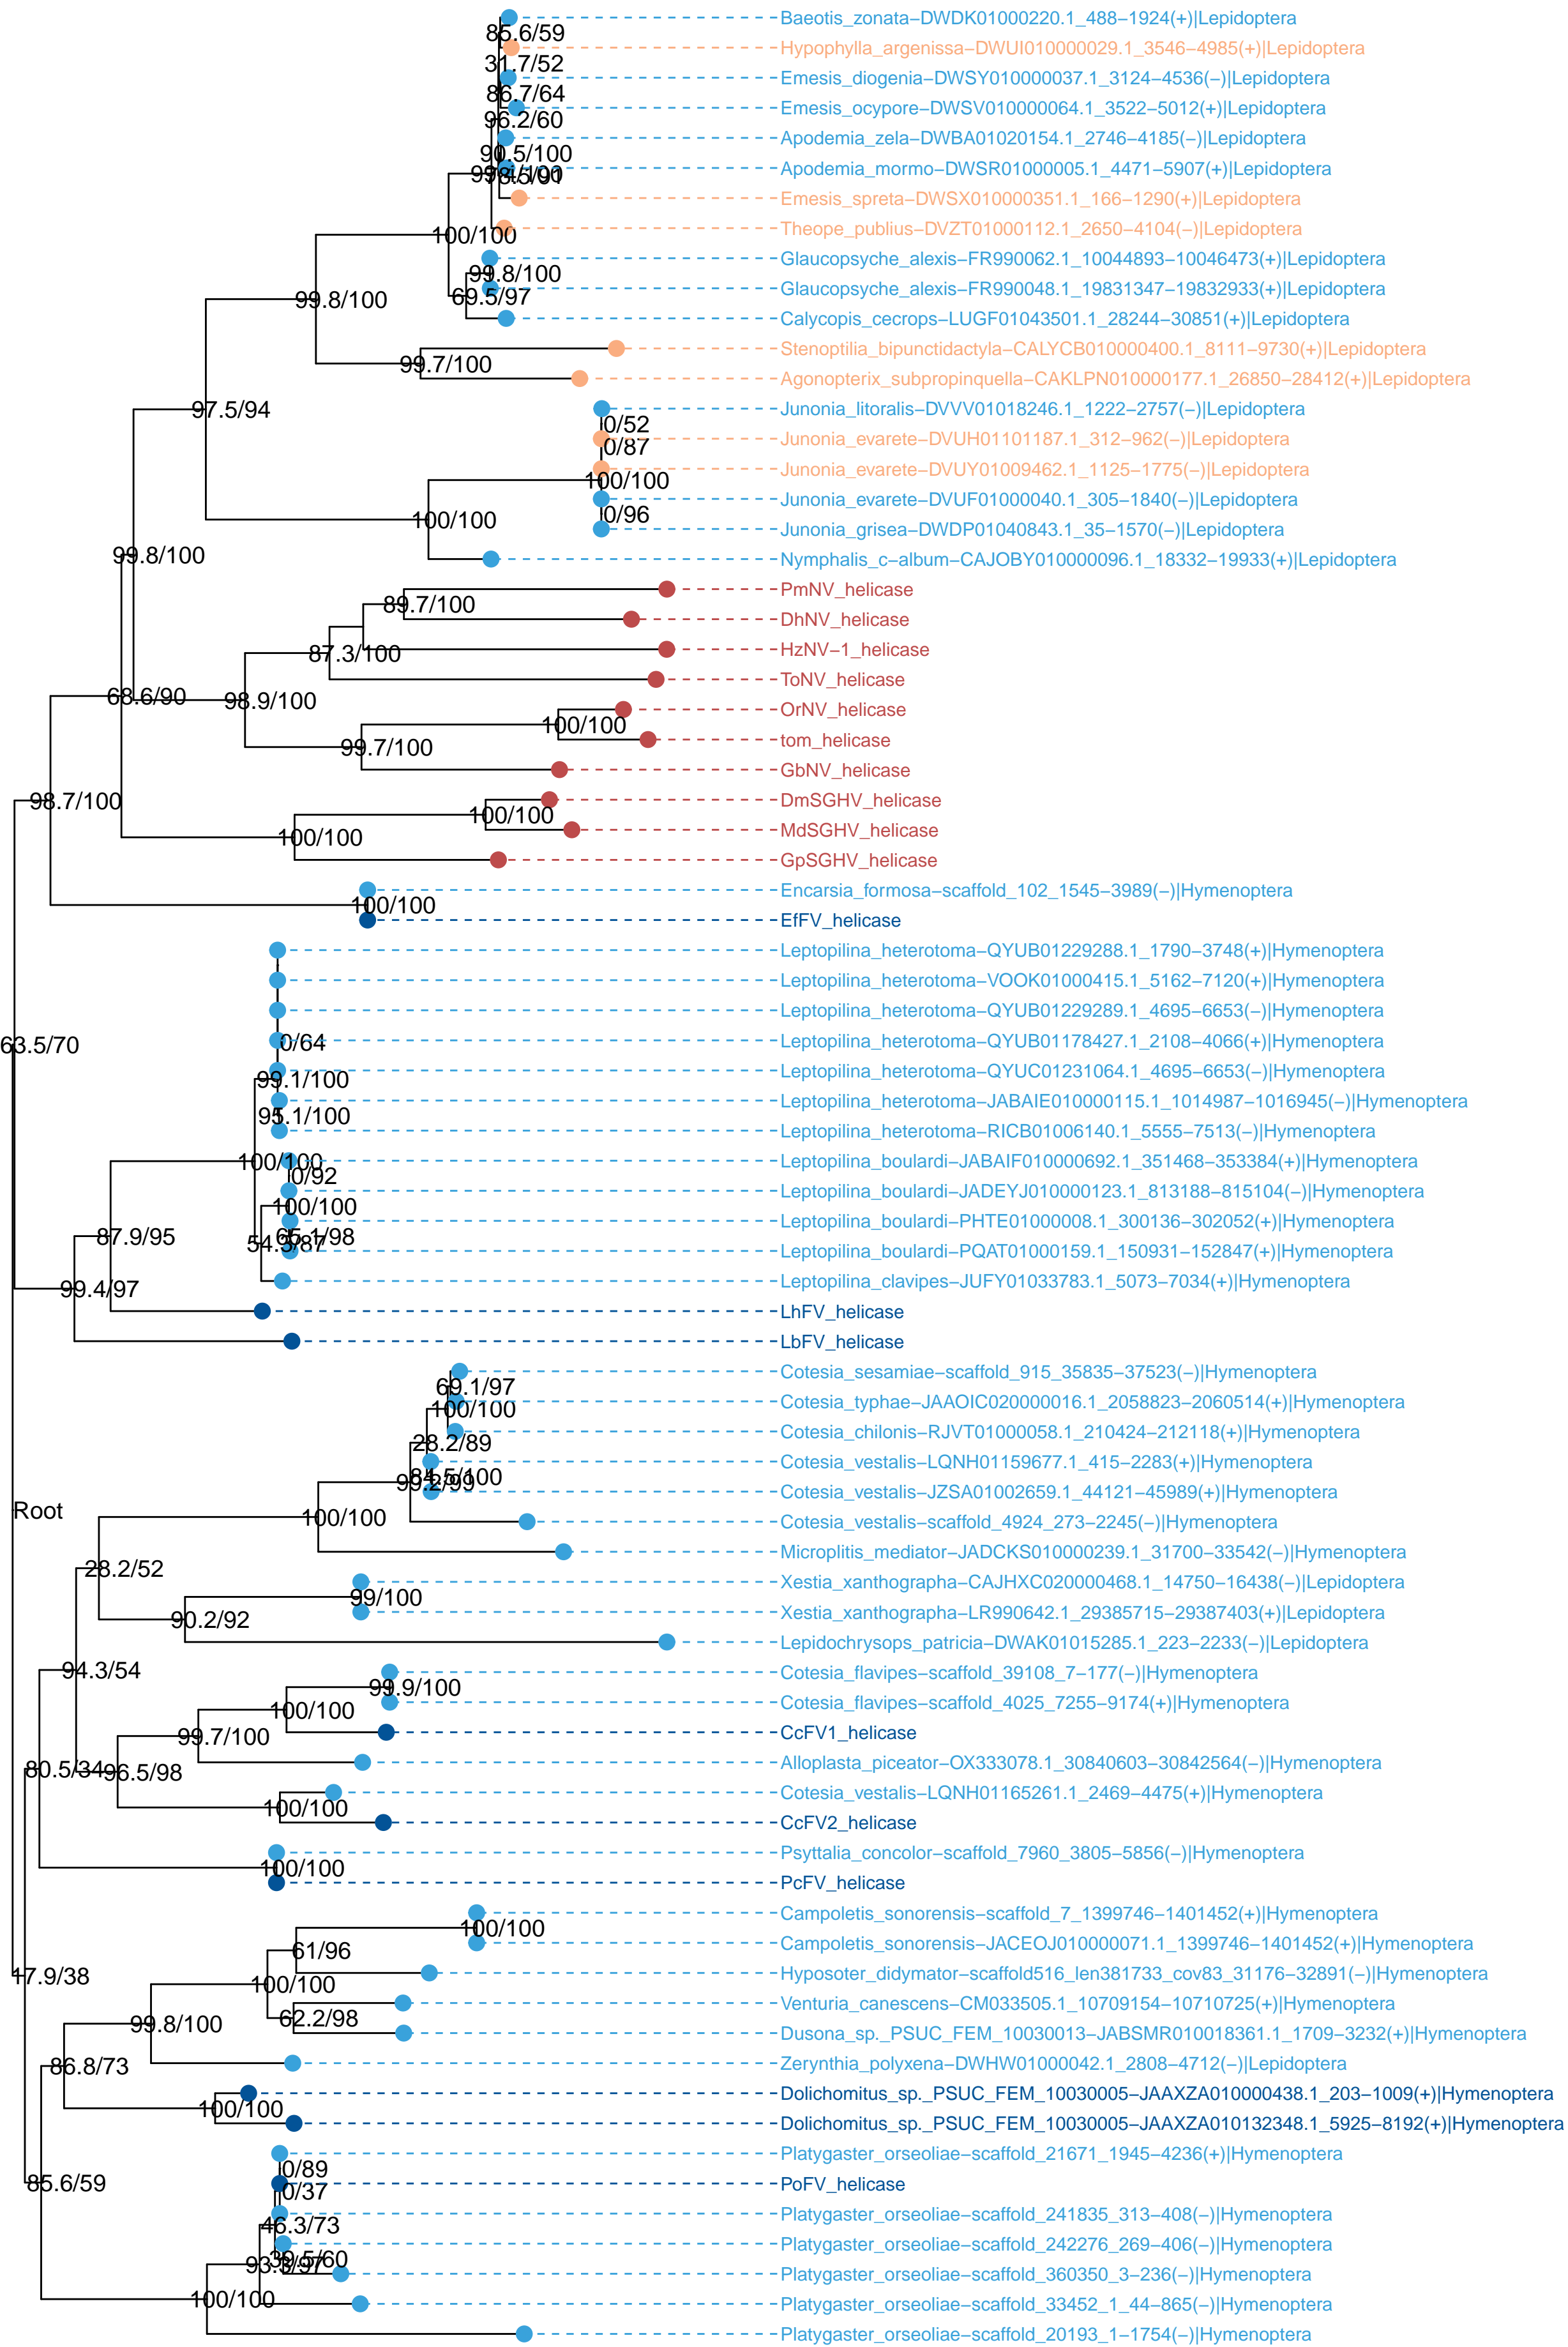 Baeotis_zonata−DWDK01000220.1_488−1924(+)|Lepidoptera
85.6/59
Hypophylla_argenissa−DWUI010000029.1_3546−4985(+)|Lepidoptera
31.7/52
Emesis_diogenia−DWSY010000037.1_3124−4536(−)|Lepidoptera
86.7/64
Emesis_ocypore−DWSV010000064.1_3522−5012(+)|Lepidoptera
96.2/60
Apodemia_zela−DWBA01020154.1_2746−4185(−)|Lepidoptera
90.5/100
Apodemia_mormo−DWSR01000005.1_4471−5907(+)|Lepidoptera
Emesis_spreta−DWSX010000351.1_166−1290(+)|Lepidoptera
Theope_publius−DVZT01000112.1_2650−4104(−)|Lepidoptera
100/100
Glaucopsyche_alexis−FR990062.1_10044893−10046473(+)|Lepidoptera
99.8/100
Glaucopsyche_alexis−FR990048.1_19831347−19832933(+)|Lepidoptera
69.5/97
99.8/100
Calycopis_cecrops−LUGF01043501.1_28244−30851(+)|Lepidoptera
Stenoptilia_bipunctidactyla−CALYCB010000400.1_8111−9730(+)|Lepidoptera
99.7/100
Agonopterix_subpropinquella−CAKLPN010000177.1_26850−28412(+)|Lepidoptera
97.5/94
Junonia_litoralis−DVVV01018246.1_1222−2757(−)|Lepidoptera
0/52
Junonia_evarete−DVUH01101187.1_312−962(−)|Lepidoptera
0/87
Junonia_evarete−DVUY01009462.1_1125−1775(−)|Lepidoptera
100/100
Junonia_evarete−DVUF01000040.1_305−1840(−)|Lepidoptera
0/96
100/100
Junonia_grisea−DWDP01040843.1_35−1570(−)|Lepidoptera
99.8/100
Nymphalis_c−album−CAJOBY010000096.1_18332−19933(+)|Lepidoptera
PmNV_helicase
89.7/100
DhNV_helicase
HzNV−1_helicase
87.3/100
ToNV_helicase
68.6/90
98.9/100
OrNV_helicase
100/100
tom_helicase
99.7/100
GbNV_helicase
98.7/100
DmSGHV_helicase
100/100
MdSGHV_helicase
100/100
GpSGHV_helicase
Encarsia_formosa−scaffold_102_1545−3989(−)|Hymenoptera
100/100
EfFV_helicase
Leptopilina_heterotoma−QYUB01229288.1_1790−3748(+)|Hymenoptera
Leptopilina_heterotoma−VOOK01000415.1_5162−7120(+)|Hymenoptera
Leptopilina_heterotoma−QYUB01229289.1_4695−6653(−)|Hymenoptera
63.5/70
0/64
Leptopilina_heterotoma−QYUB01178427.1_2108−4066(+)|Hymenoptera
Leptopilina_heterotoma−QYUC01231064.1_4695−6653(−)|Hymenoptera
99.1/100
Leptopilina_heterotoma−JABAIE010000115.1_1014987−1016945(−)|Hymenoptera
95.1/100
Leptopilina_heterotoma−RICB01006140.1_5555−7513(−)|Hymenoptera
100/100
Leptopilina_boulardi−JABAIF010000692.1_351468−353384(+)|Hymenoptera
0/92
Leptopilina_boulardi−JADEYJ010000123.1_813188−815104(−)|Hymenoptera
100/100
Leptopilina_boulardi−PHTE01000008.1_300136−302052(+)|Hymenoptera
87.9/95
Leptopilina_boulardi−PQAT01000159.1_150931−152847(+)|Hymenoptera
Leptopilina_clavipes−JUFY01033783.1_5073−7034(+)|Hymenoptera
99.4/97
LhFV_helicase
LbFV_helicase
Cotesia_sesamiae−scaffold_915_35835−37523(−)|Hymenoptera
69.1/97
Cotesia_typhae−JAAOIC020000016.1_2058823−2060514(+)|Hymenoptera
100/100
Cotesia_chilonis−RJVT01000058.1_210424−212118(+)|Hymenoptera
28.2/89
Cotesia_vestalis−LQNH01159677.1_415−2283(+)|Hymenoptera
Cotesia_vestalis−JZSA01002659.1_44121−45989(+)|Hymenoptera
Root
100/100
Cotesia_vestalis−scaffold_4924_273−2245(−)|Hymenoptera
Microplitis_mediator−JADCKS010000239.1_31700−33542(−)|Hymenoptera
28.2/52
Xestia_xanthographa−CAJHXC020000468.1_14750−16438(−)|Lepidoptera
99/100
Xestia_xanthographa−LR990642.1_29385715−29387403(+)|Lepidoptera
90.2/92
Lepidochrysops_patricia−DWAK01015285.1_223−2233(−)|Lepidoptera
94.3/54
Cotesia_flavipes−scaffold_39108_7−177(−)|Hymenoptera
99.9/100
Cotesia_flavipes−scaffold_4025_7255−9174(+)|Hymenoptera
100/100
CcFV1_helicase
99.7/100
Alloplasta_piceator−OX333078.1_30840603−30842564(−)|Hymenoptera
80.5/34
96.5/98
Cotesia_vestalis−LQNH01165261.1_2469−4475(+)|Hymenoptera
100/100
CcFV2_helicase
Psyttalia_concolor−scaffold_7960_3805−5856(−)|Hymenoptera
100/100
PcFV_helicase
Campoletis_sonorensis−scaffold_7_1399746−1401452(+)|Hymenoptera
100/100
Campoletis_sonorensis−JACEOJ010000071.1_1399746−1401452(+)|Hymenoptera
61/96
Hyposoter_didymator−scaffold516_len381733_cov83_31176−32891(−)|Hymenoptera
17.9/38
100/100
Venturia_canescens−CM033505.1_10709154−10710725(+)|Hymenoptera
62.2/98
99.8/100
Dusona_sp._PSUC_FEM_10030013−JABSMR010018361.1_1709−3232(+)|Hymenoptera
86.8/73
Zerynthia_polyxena−DWHW01000042.1_2808−4712(−)|Lepidoptera
Dolichomitus_sp._PSUC_FEM_10030005−JAAXZA010000438.1_203−1009(+)|Hymenoptera
100/100
Dolichomitus_sp._PSUC_FEM_10030005−JAAXZA010132348.1_5925−8192(+)|Hymenoptera
Platygaster_orseoliae−scaffold_21671_1945−4236(+)|Hymenoptera
0/89
85.6/59
PoFV_helicase
0/37
Platygaster_orseoliae−scaffold_241835_313−408(−)|Hymenoptera
46.3/73
Platygaster_orseoliae−scaffold_242276_269−406(−)|Hymenoptera
Platygaster_orseoliae−scaffold_360350_3−236(−)|Hymenoptera
100/100
Platygaster_orseoliae−scaffold_33452_1_44−865(−)|Hymenoptera
Platygaster_orseoliae−scaffold_20193_1−1754(−)|Hymenoptera